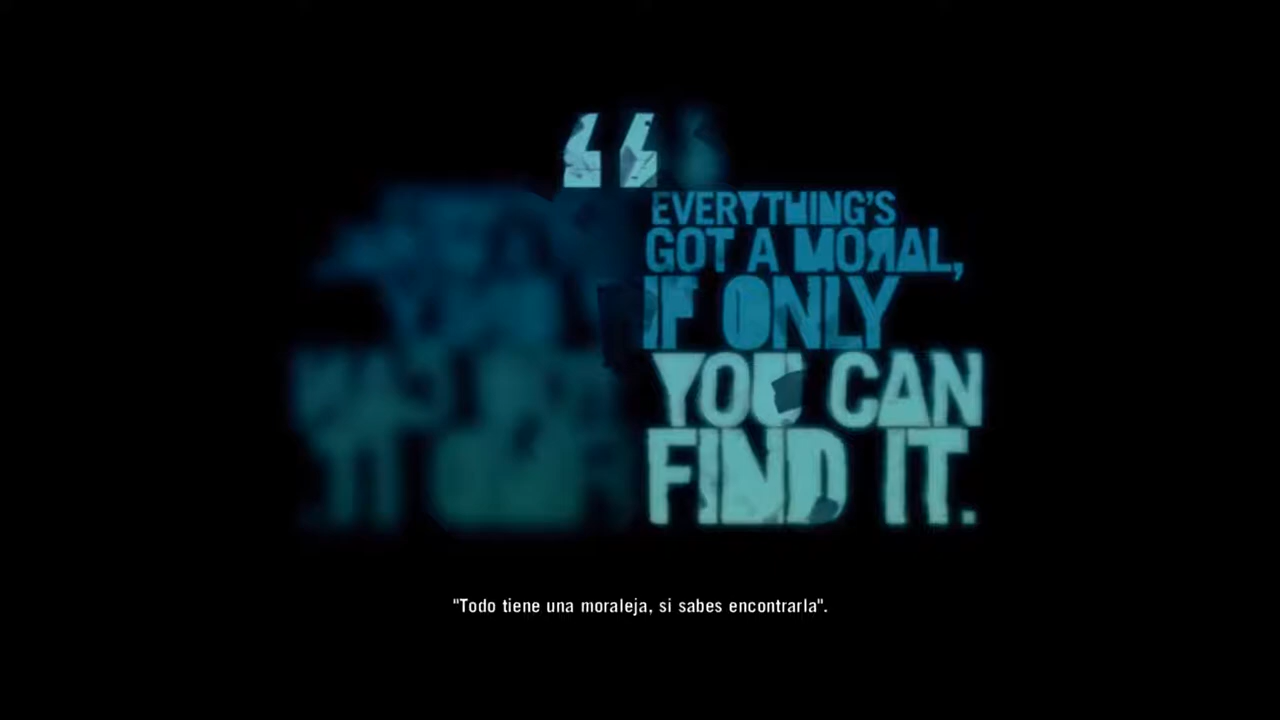 “
EVERYTHING'S
GOT A MORAL,
IF ONLY
YOU CAN
FIND IT.
"Todo tiene una moraleja, si sabes encontrarla".